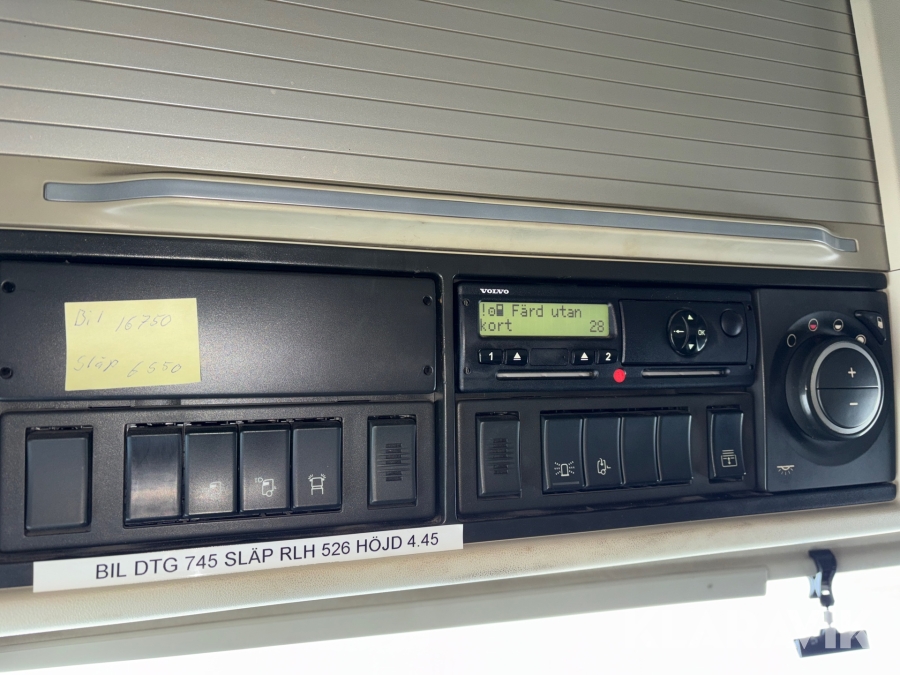 Bil 16750
Släp 6550
VOLVO
! Färd utan
kort 28
1 2
OK
+
-
BIL DTG 745 SLÄP RLH 526 HÖJD 4.45
KLARAVIK